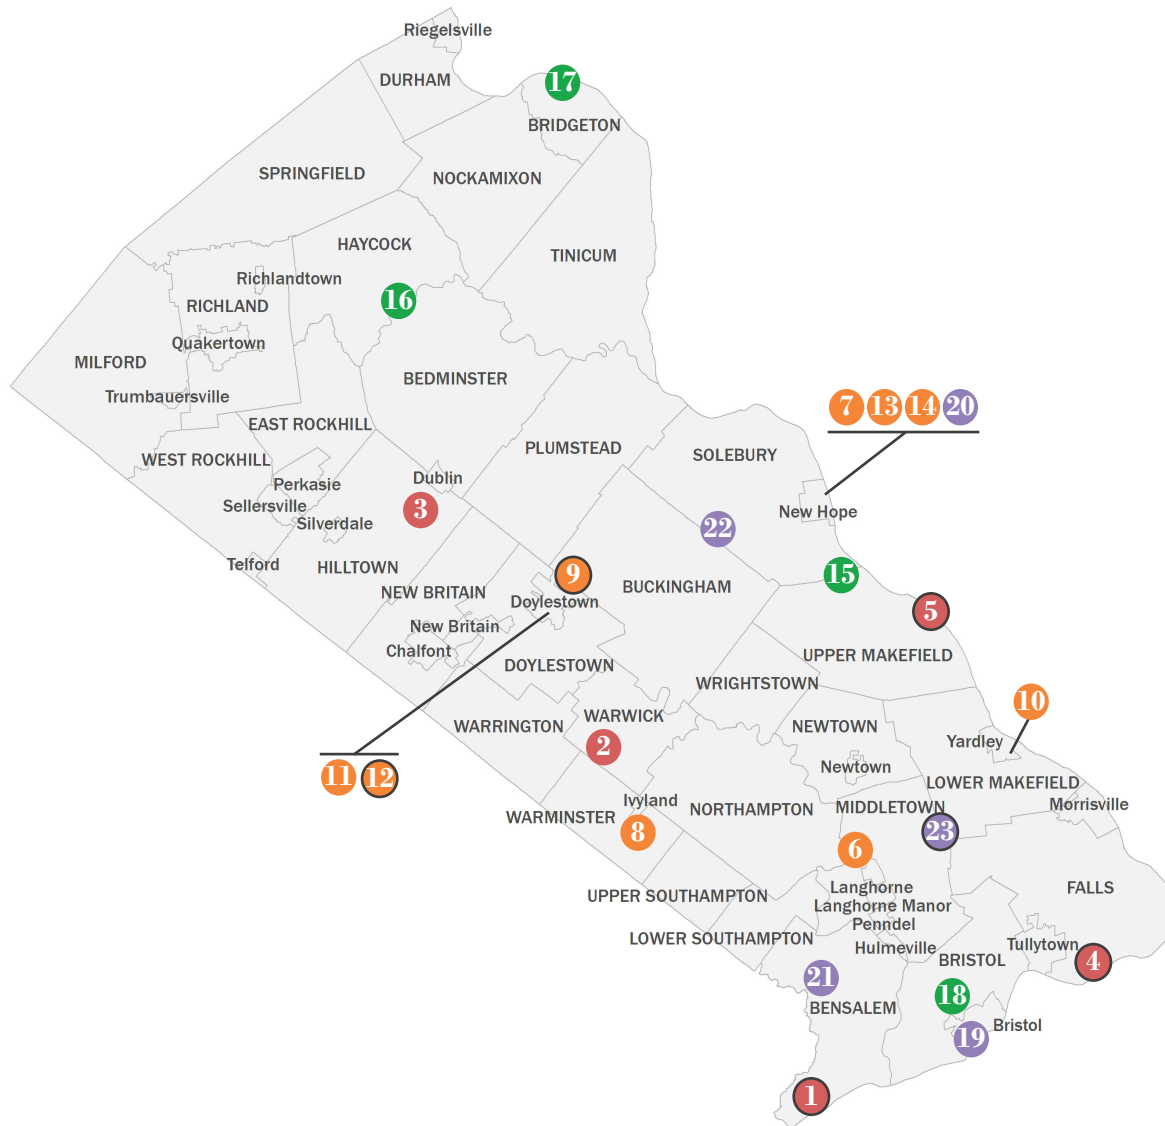 Riegelsville
DURHAM
17
BRIDGETON
SPRINGFIELD
NOCKAMIXON
HAYCOCK
TINICUM
Richlandtown
16
RICHLAND
Quakertown
MILFORD
BEDMINSTER
Trumbauersville
7 13 14 20
EAST ROCKHILL
PLUMSTEAD
SOLEBURY
WEST ROCKHILL
Dublin
Perkasie
Sellersville
3
New Hope
Silverdale
22
Telford
HILLTOWN
9
15
BUCKINGHAM
NEW BRITAIN
Doylestown
5
New Britain
Chalfont
UPPER MAKEFIELD
DOYLESTOWN
WRIGHTSTOWN
10
WARWICK
WARRINGTON
NEWTOWN
Yardley
2
Newtown
11 12
LOWER MAKEFIELD
Ivyland
Morrisville
NORTHAMPTON
MIDDLETOWN
WARMINSTER
8
23
6
Langhorne
FALLS
UPPER SOUTHAMPTON
Langhorne Manor
Penndel
LOWER SOUTHAMPTON
Hulmeville
Tullytown
BRISTOL
4
21
18
BENSALEM
Bristol
19
1